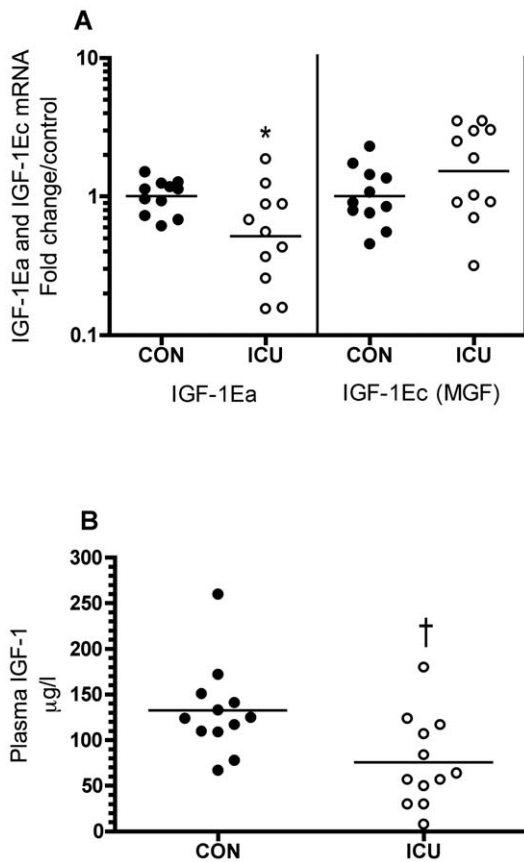 A
IGF-1Ea and IGF-1Ec mRNA
Fold change/control
10
1
0.1
*
CON
ICU
CON
ICU
IGF-1Ea
IGF-1Ec (MGF)
B
Plasma IGF-1
µg/l
300
250
200
150
100
50
0
†
CON
ICU